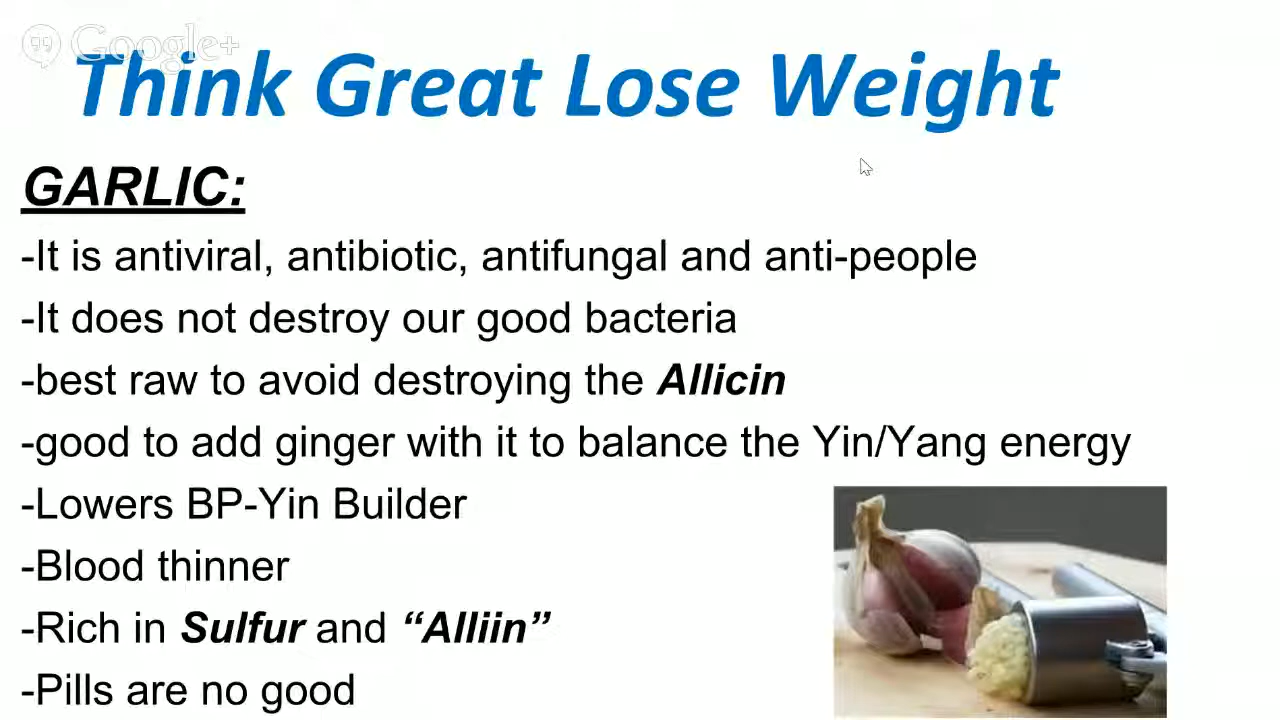 Google+
Think Great Lose Weight
GARLIC:
-It is antiviral, antibiotic, antifungal and anti-people
-It does not destroy our good bacteria
-best raw to avoid destroying the Allicin
-good to add ginger with it to balance the Yin/Yang energy
-Lowers BP-Yin Builder
-Blood thinner
-Rich in Sulfur and “Alliin”
-Pills are no good